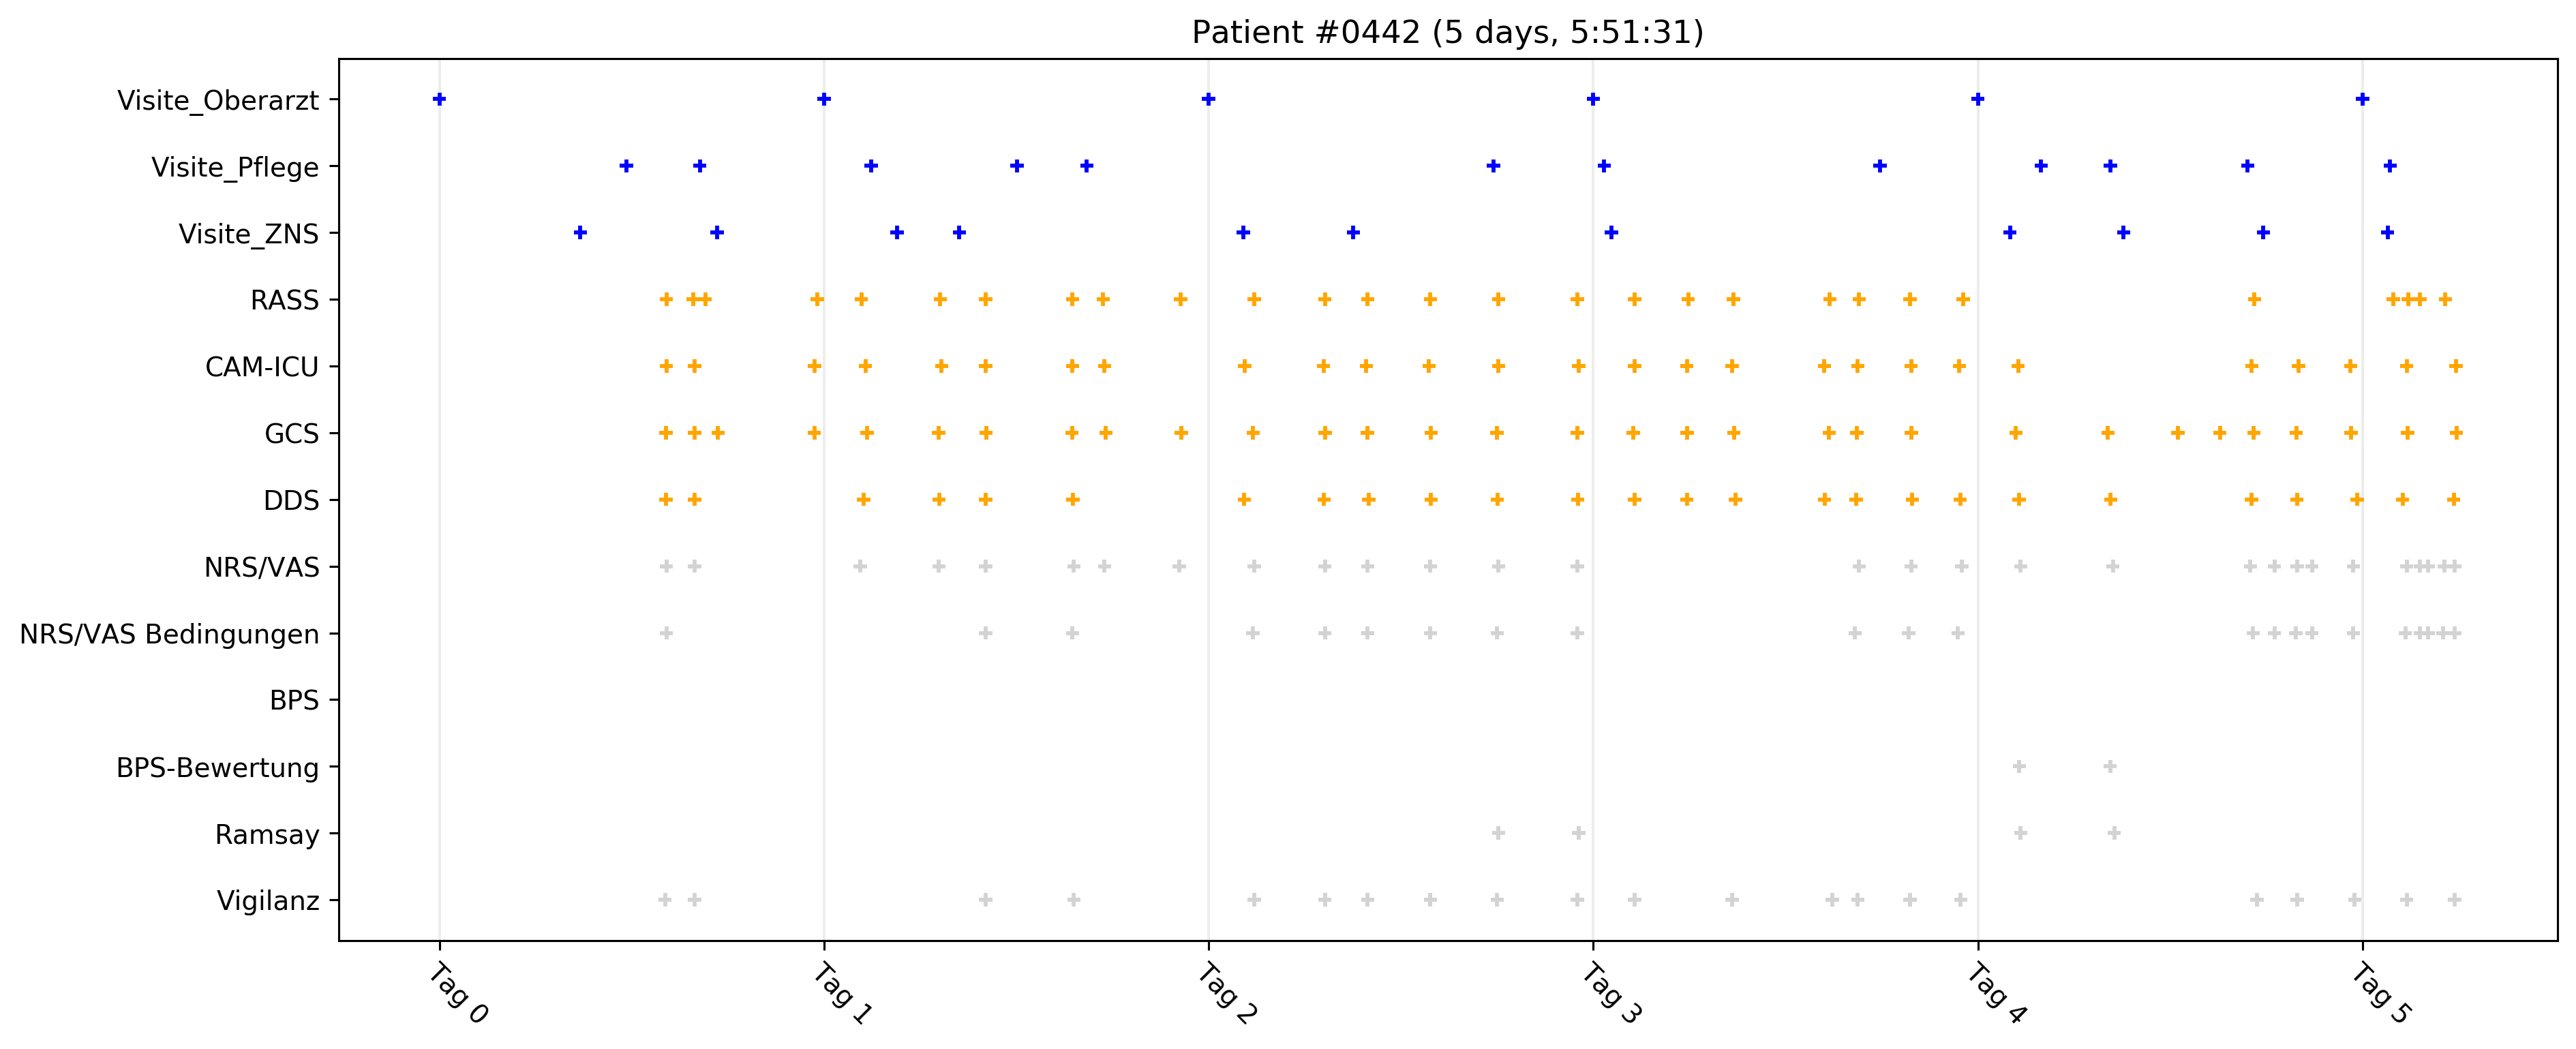 Patient #0442 (5 days, 5:51:31)
Visite_Oberarzt
Visite_Pflege
Visite_ZNS
RASS
CAM-ICU
GCS
DDS
NRS/VAS
NRS/VAS Bedingungen
BPS
BPS-Bewertung
Ramsay
Vigilanz
Tag 0
Tag 1
Tag 2
Tag 3
Tag 4
Tag 5